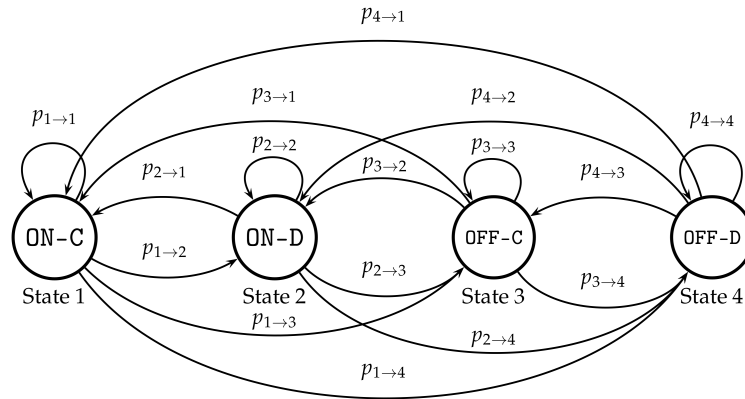 p4→1
p3→1
p4→2
p1→1
p2→2
p3→3
p4→4
p2→1
p3→2
p4→3
ON-C
ON-D
OFF-C
OFF-D
p1→2
p2→3
p3→4
State 1
State 2
State 3
State 4
p1→3
p2→4
p1→4